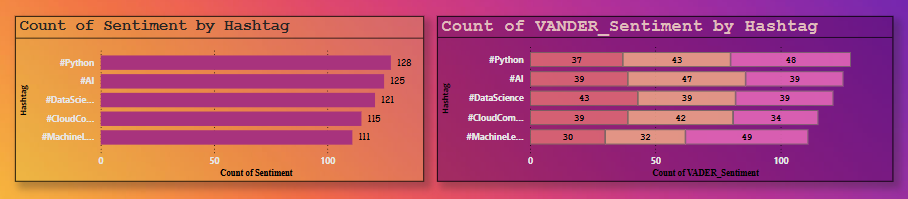 Count of Sentiment by Hashtag
Hashtag
#Python 128
#AI 125
#DataScie... 121
#CloudCo... 115
#MachineL... 111
0 50 100
Count of Sentiment
Count of VANDER_Sentiment by Hashtag
Hashtag
#Python 37 43 48
#AI 39 47 39
#DataScience 43 39 39
#CloudCom... 39 42 34
#MachineLe... 30 32 49
0 50 100
Count of VADER_Sentiment